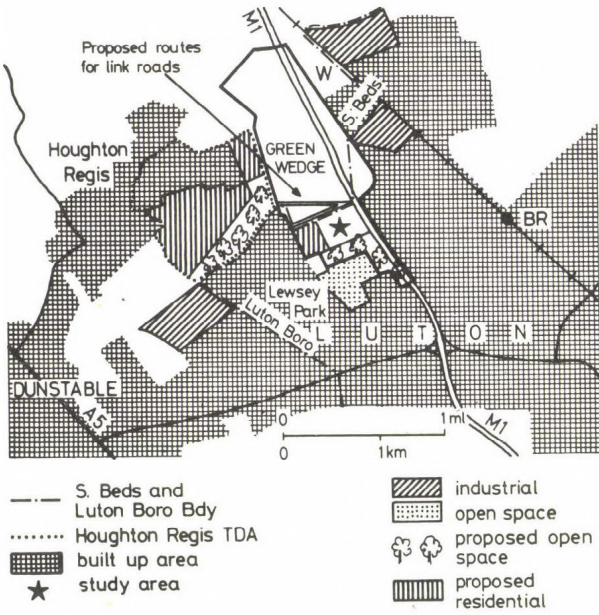 M1
Proposed routes
for link roads
W
S. Beds
Houghton
Regis
GREEN
WEDGE
BR
Lewsey
Park
Luton Boro
L U T O N
DUNSTABLE
A5
M1
0 1 ml
0 1km
S. Beds and
Luton Boro Bdy
Houghton Regis TDA
built up area
study area
industrial
open space
proposed open
space
proposed
residential